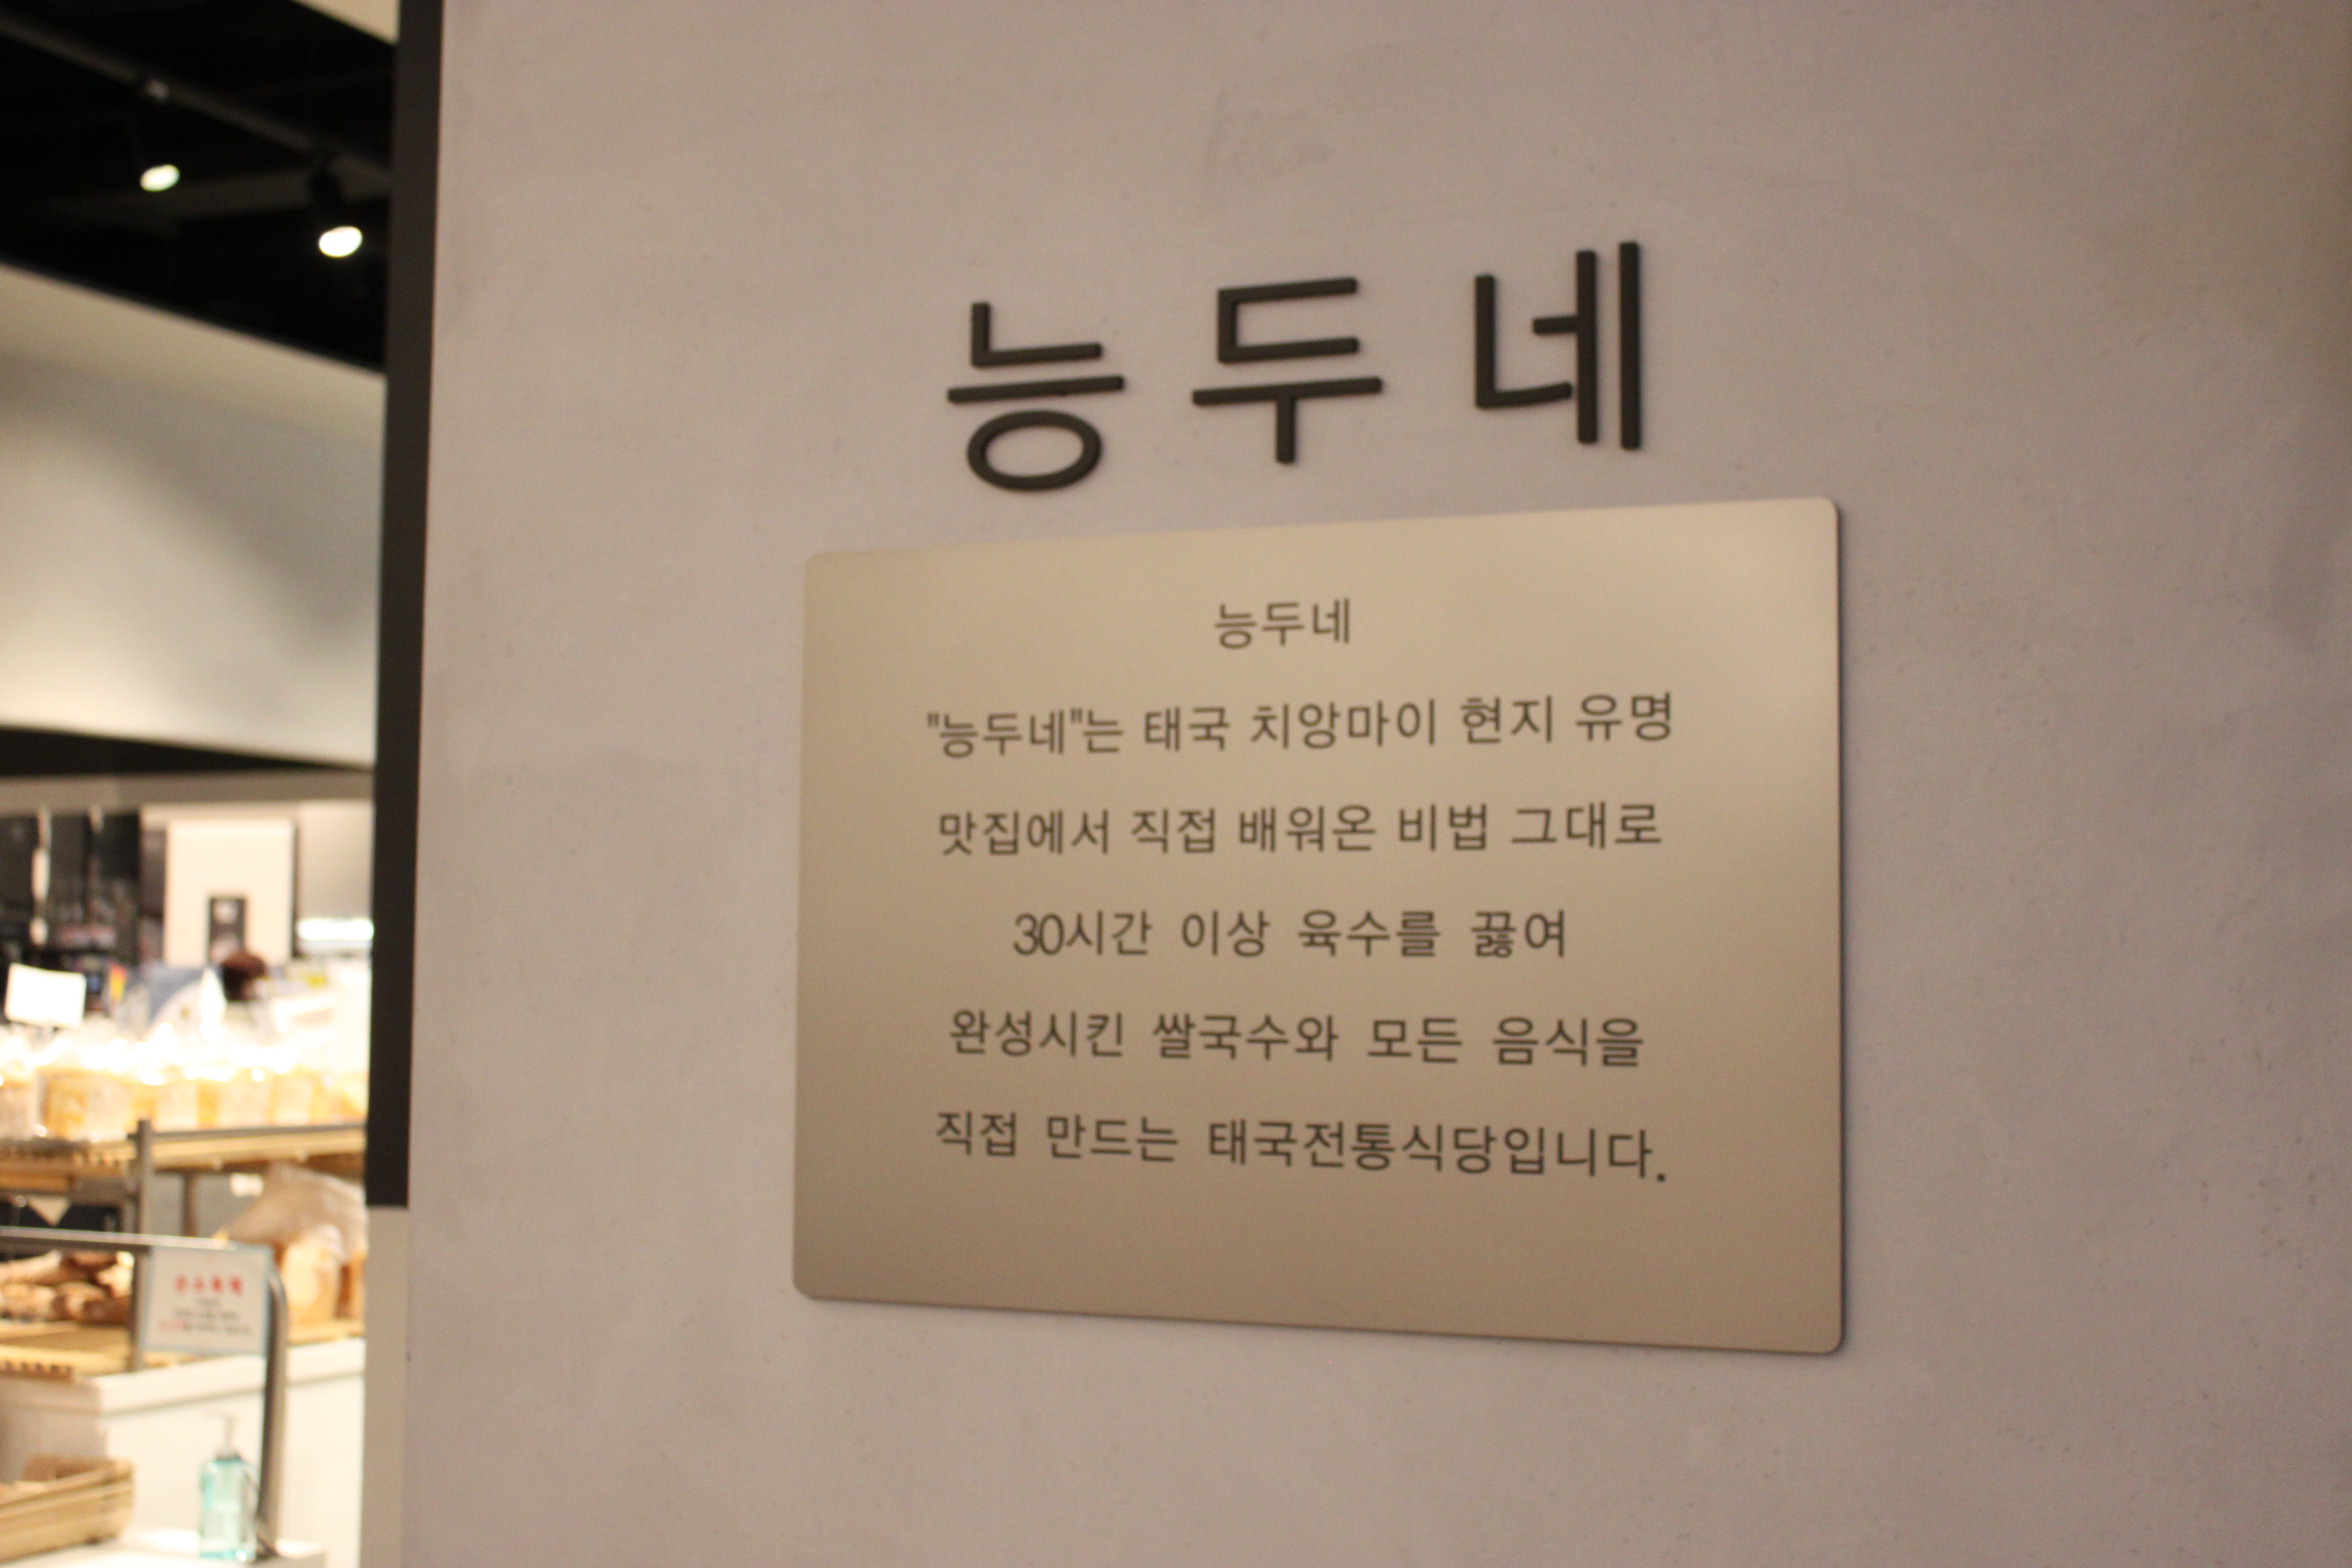 능두네
능두네
"능두네"는 태국 치앙마이 현지 유명
맛집에서 직접 배워온 비법 그대로
30시간 이상 육수를 끓여
완성시킨 쌀국수와 모든 음식을
직접 만드는 태국전통식당입니다.